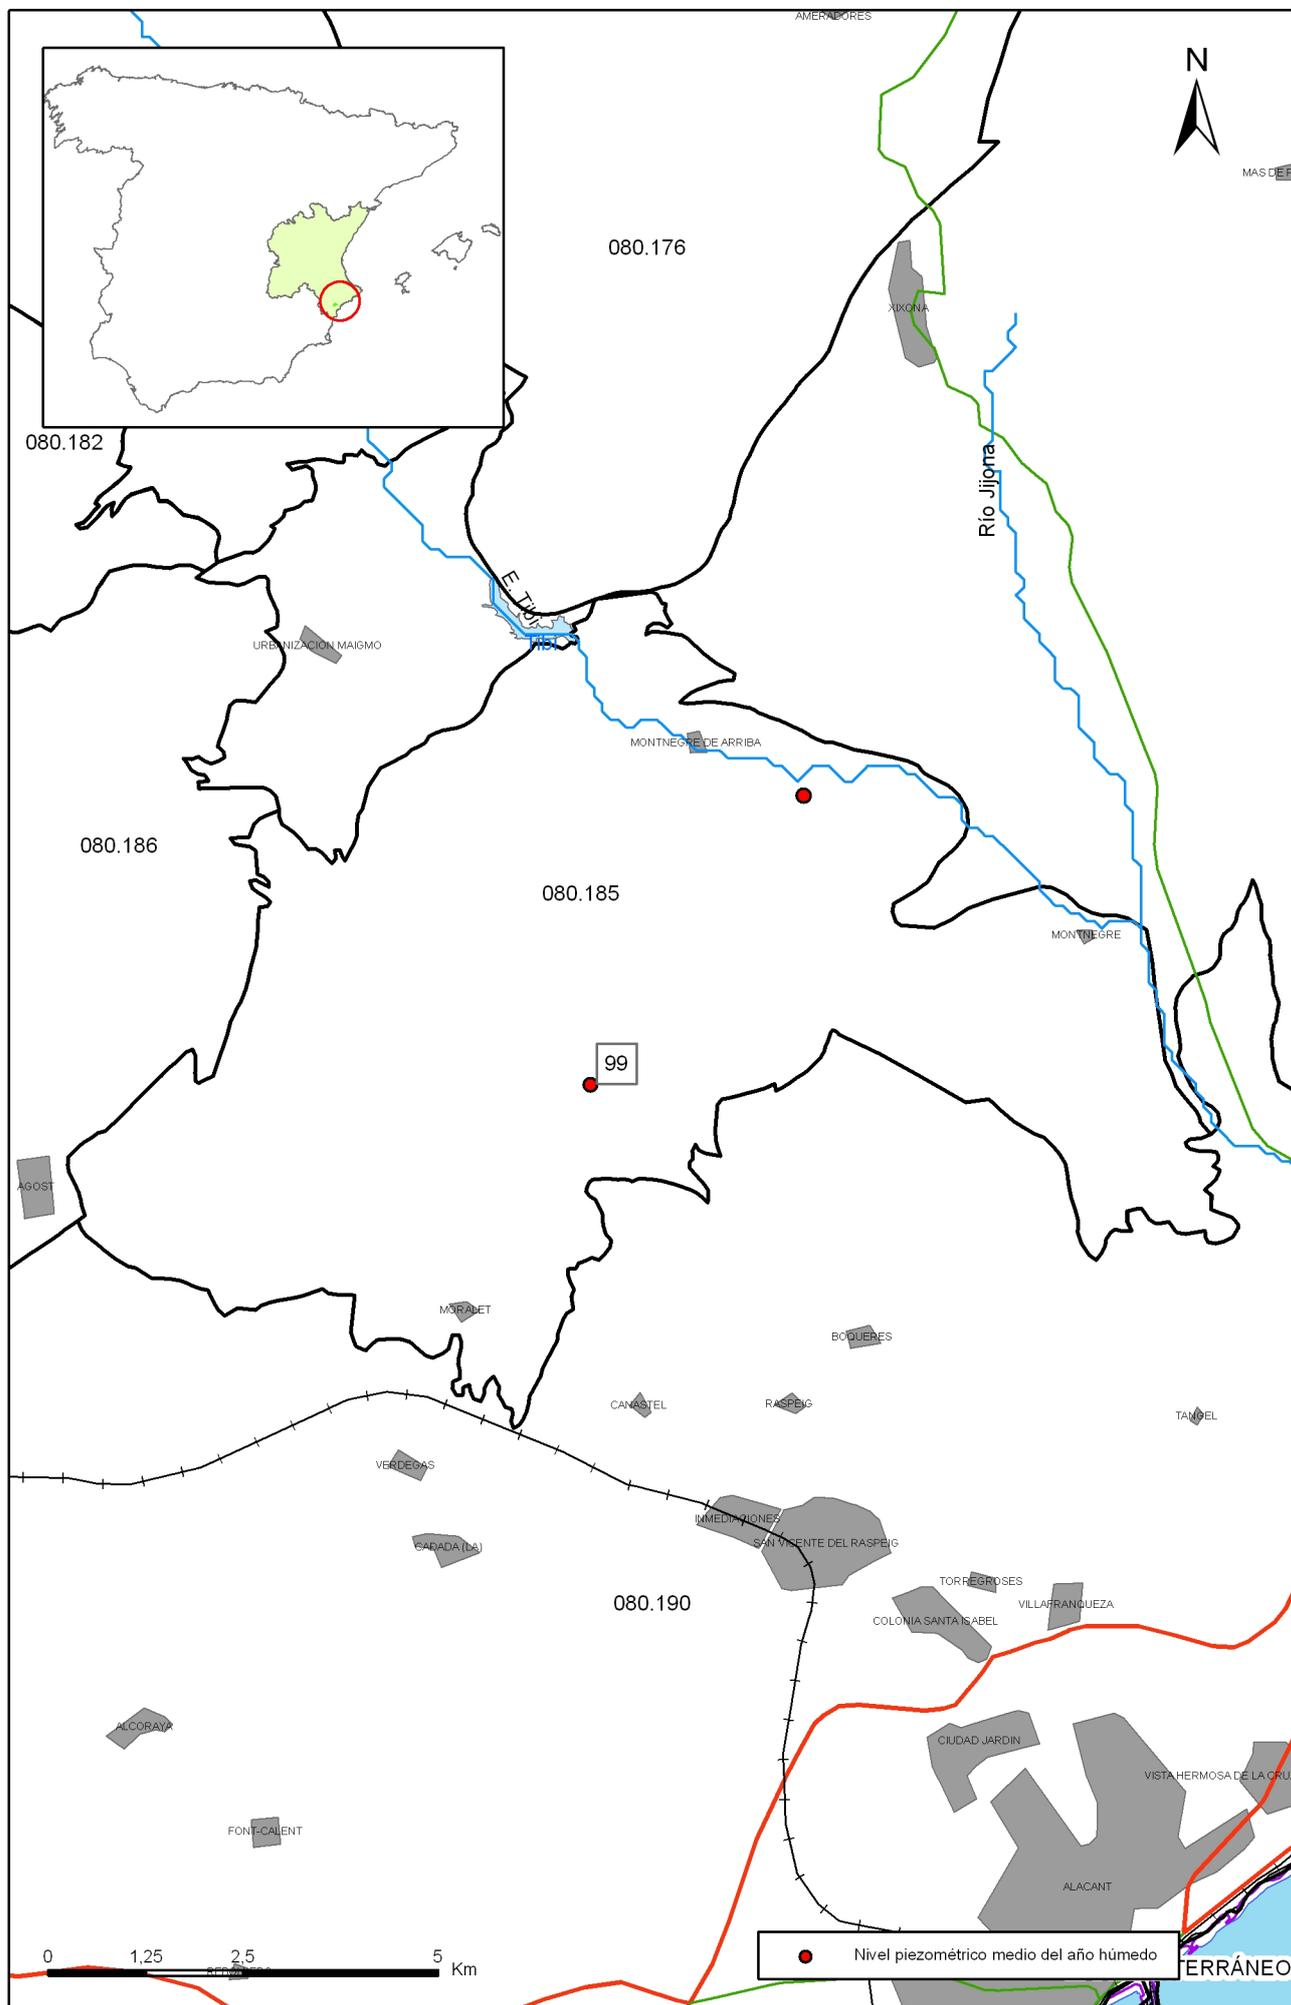 AMERADORES
N
MAS DE F
080.176
XIXONA
080.182
Río Jijona
E. Tibi
Tibi
URBANIZACION MAIGMO
MONTNEGRE DE ARRIBA
080.186
080.185
MONTNEGRE
99
AGOST
MORALET
BOQUERES
CANASTEL
RASPEIG
TANGEL
VERDEGAS
INMEDIACIONES
SAN VICENTE DEL RASPEIG
CAÐADA (LA)
TORREGROSES
VILLAFRANQUEZA
080.190
COLONIA SANTA ISABEL
ALCORAYA
CIUDAD JARDIN
VISTA HERMOSA DE LA CRU
FONT-CALENT
ALACANT
Nivel piezométrico medio del año húmedo
0 1,25 2,5 5 Km
TERRÁNEO